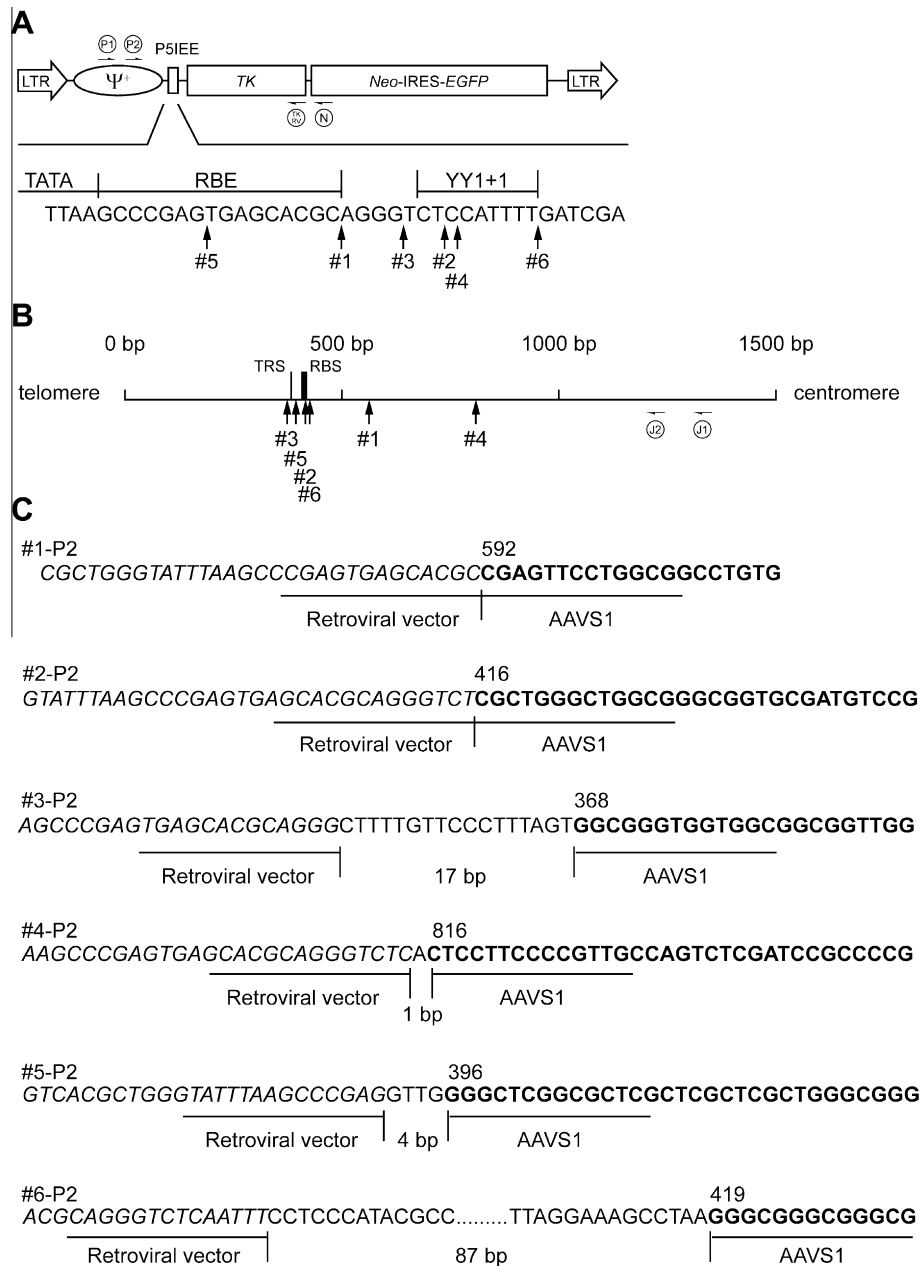 A
P1 P2 P5IEE
LTR Ψ+ TK Neo-IRES-EGFP LTR
TK RV N
TATA RBE YY1+1
TTAAGCCCGAGTGAGCACGCAGGGTCTCCATTTTGATCGA
#5 #1 #3 #2 #6
#4
B
0 bp 500 bp 1000 bp 1500 bp
TRS RBS
telomere centromere
#3 #1 #4 J2 J1
#5
#2
#6
C
#1-P2 592
CGCTGGGTATTTAAGCCCGAGTGAGCACGCCGAGTTCCTGGCGGCCTGTG
Retroviral vector AAVS1
#2-P2 416
GTATTTAAGCCCGAGTGAGCACGCAGGGTCTCGCTGGGCTGGCGGGCGGTGCGATGTCCG
Retroviral vector AAVS1
#3-P2 368
AGCCCGAGTGAGCACGCAGGGCTTTTGTTCCCTTTAGTGGCGGGTGGTGGCGGCGGTTGG
Retroviral vector 17 bp AAVS1
#4-P2 816
AAGCCCGAGTGAGCACGCAGGGTCTCACTCCTTCCCCGTTGCCAGTCTCGATCCGCCCCG
Retroviral vector 1 bp AAVS1
#5-P2 396
GTCACGCTGGGTATTTAAGCCCGAGGTTGGGGCTCGGCGCTCGCTCGCTCGCTGGGCGGG
Retroviral vector 4 bp AAVS1
#6-P2 419
ACGCAGGGTCTCAATTTCCTCCCATACGCC.........TTAGGAAAGCCTAAGGGCGGGCGGGCG
Retroviral vector 87 bp AAVS1